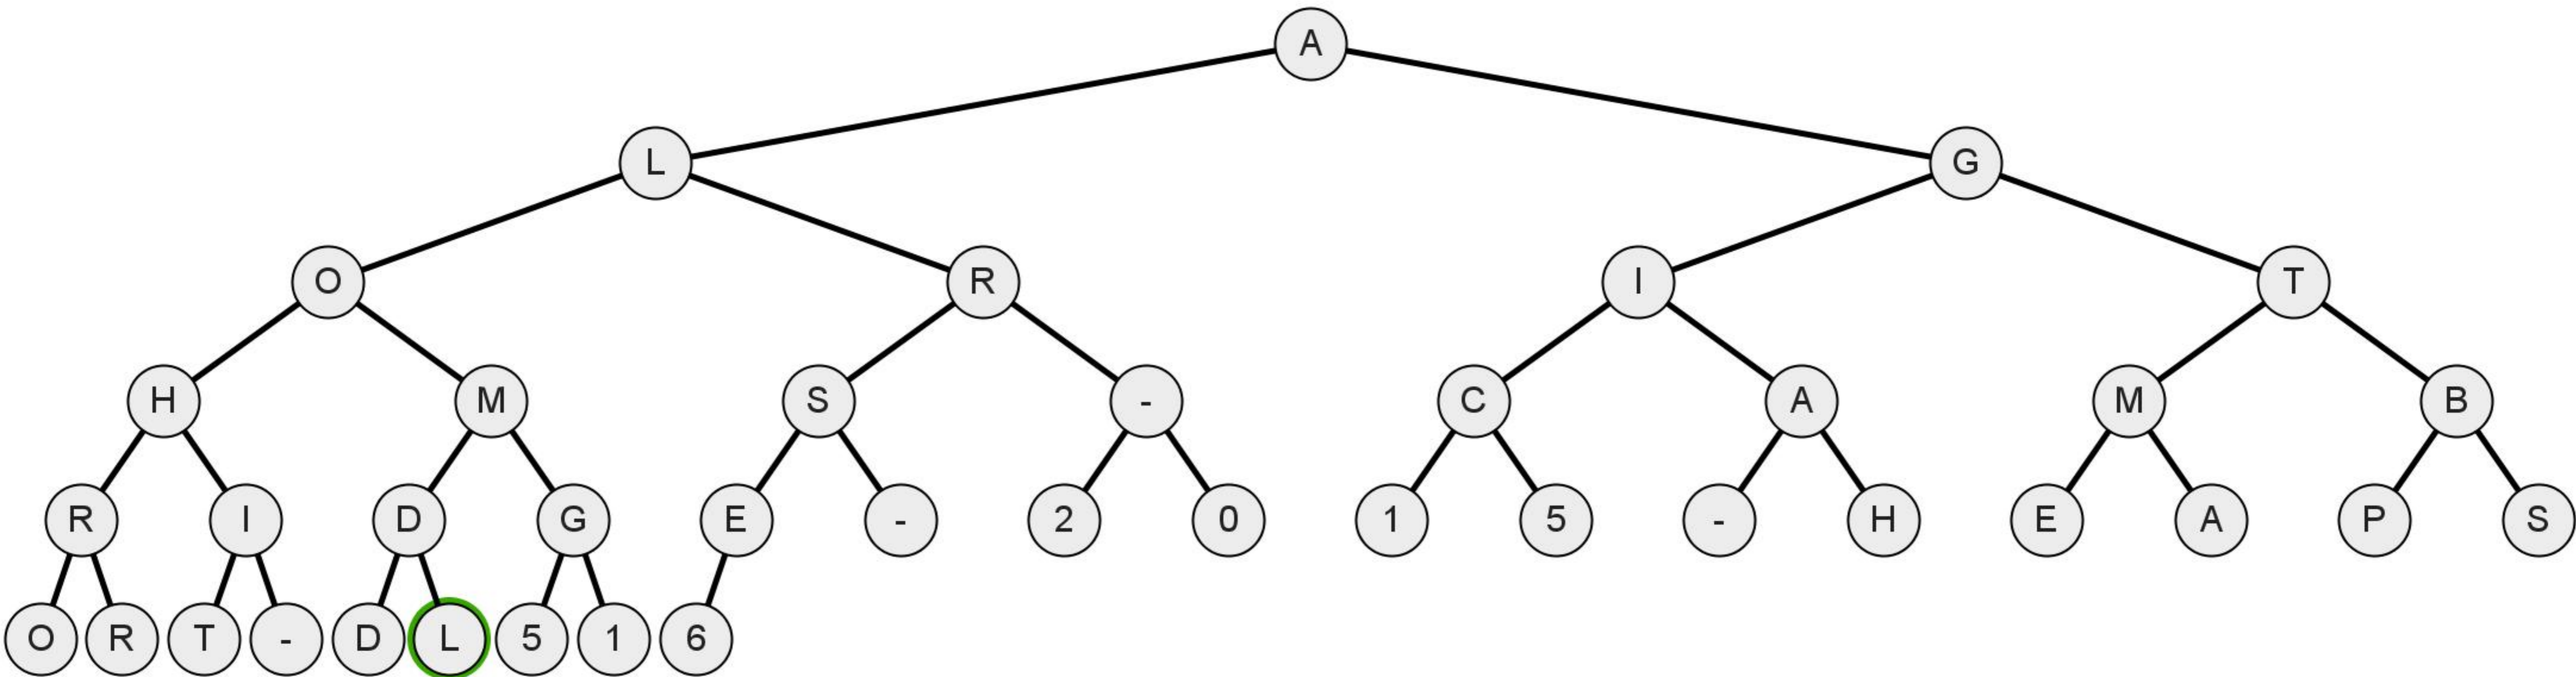 A
L G
O R I T
H M S - C A M B
R I D G E - 2 0 1 5 - H E A P S
O R T - D L 5 1 6